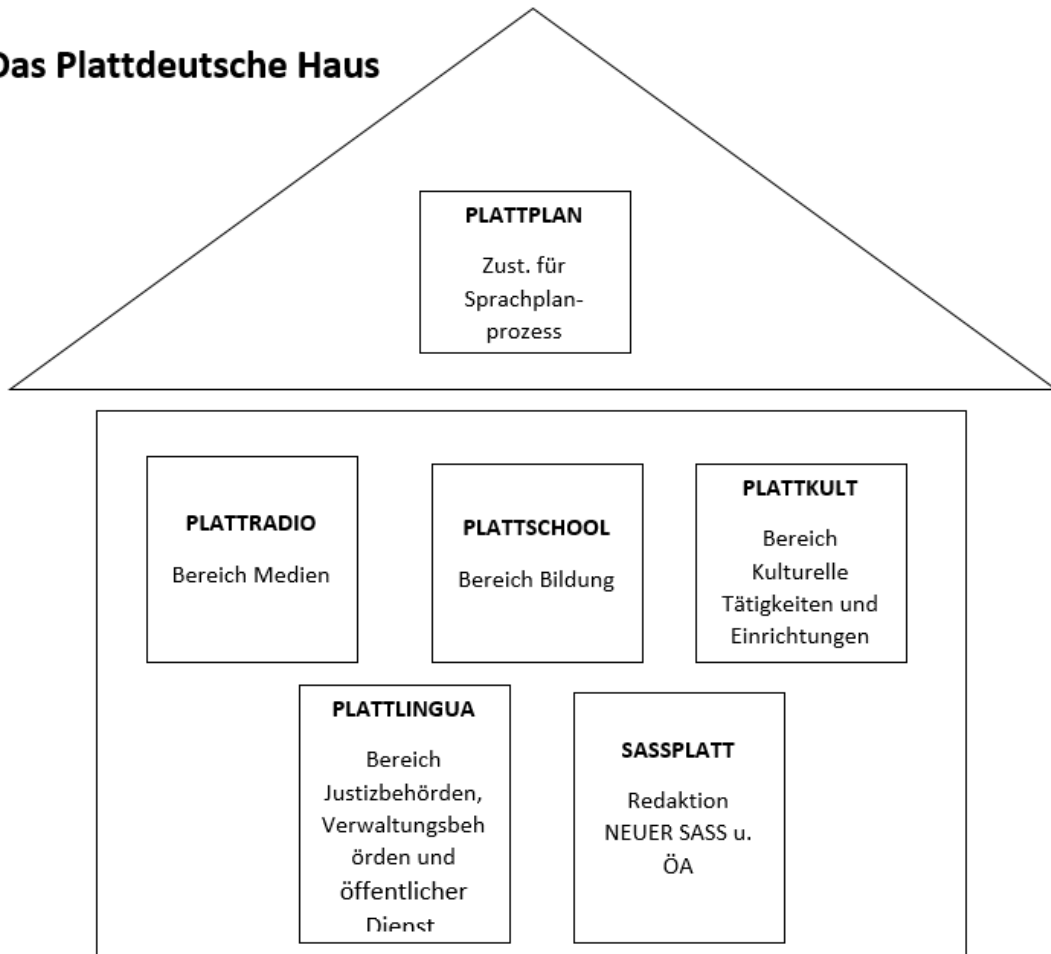 Das Plattdeutsche Haus
PLATTPLAN
Zust. für
Sprachplan-
prozess
PLATTRADIO
Bereich Medien
PLATTSCHOOL
Bereich Bildung
PLATTKULT
Bereich
Kulturelle
Tätigkeiten und
Einrichtungen
PLATTLINGUA
Bereich
Justizbehörden,
Verwaltungsbeh
örden und
öffentlicher
Dienst
SASSPLATT
Redaktion
NEUER SASS u.
ÖA